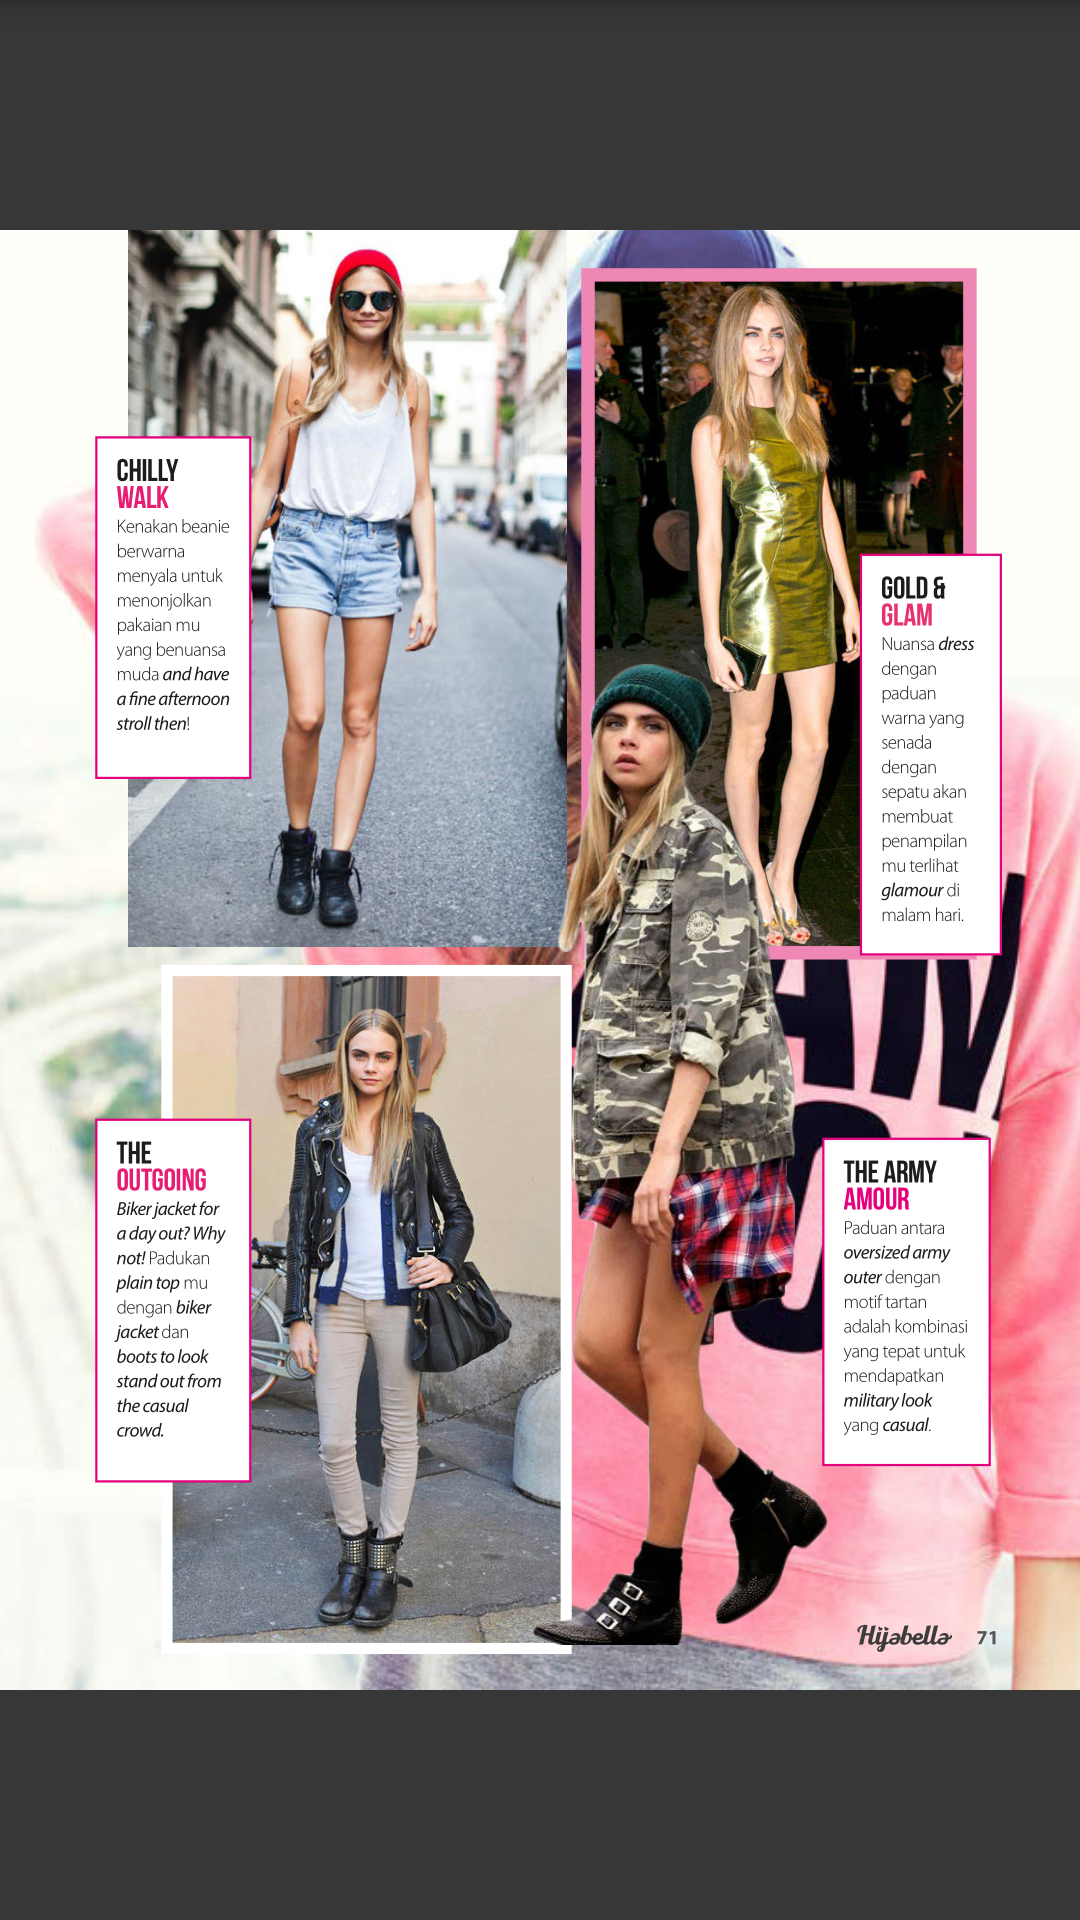 CHILLY
WALK
Kenakan beanie
berwarna
menyala untuk
menonjolkan
pakaian mu
yang benuansa
muda and have
a fine afternoon
stroll then!
GOLD &
GLAM
Nuansa dress
dengan
paduan
warna yang
senada
dengan
sepatu akan
membuat
penampilan
mu terlihat
glamour di
malam hari.
THE
OUTGOING
Biker jacket for
a day out? Why
not! Padukan
plain top mu
dengan biker
jacket dan
boots to look
stand out from
the casual
crowd.
THE ARMY
AMOUR
Paduan antara
oversized army
outer dengan
motif tartan
adalah kombinasi
yang tepat untuk
mendapatkan
military look
yang casual.
Hijabella 71